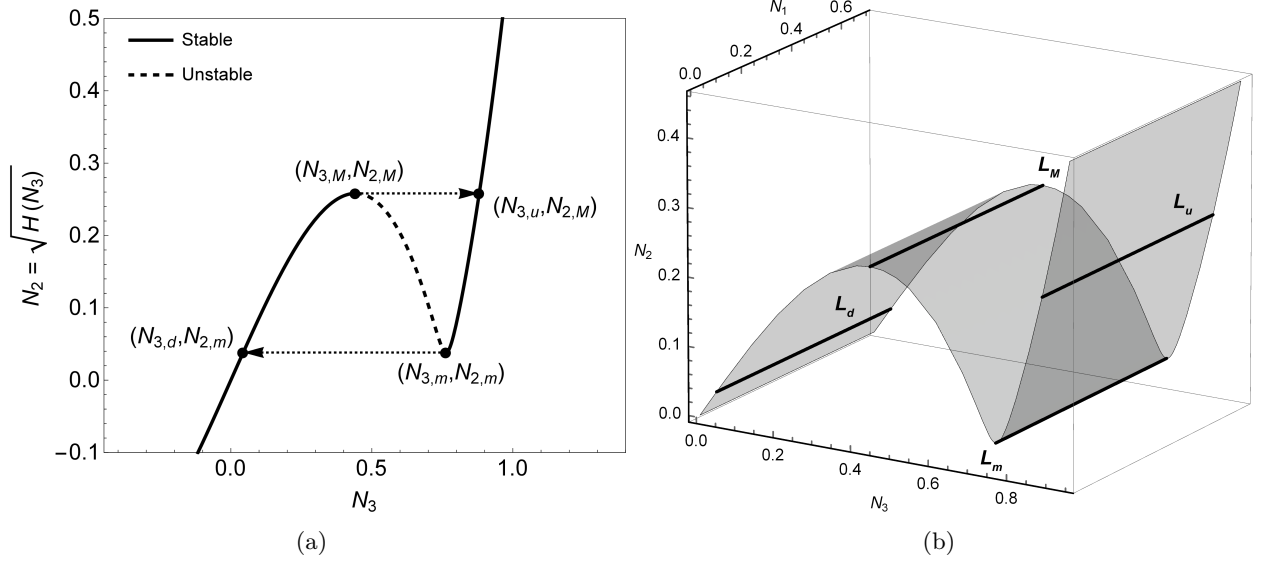 0.5
Stable
Unstable
0.4
0.3
(N3,M,N2,M)
0.2
(N3,u,N2,M)
N2 = √H (N3)
0.1
(N3,d,N2,m)
(N3,m,N2,m)
0.0
−0.1
0.0 0.5 1.0
N3
(a)
N1
0.6
0.4
0.2
0.0
0.4
0.3
0.2
0.1
0.0
N2
LM
Lu
Ld
Lm
0.0
0.2
0.4
0.6
0.8
N3
(b)